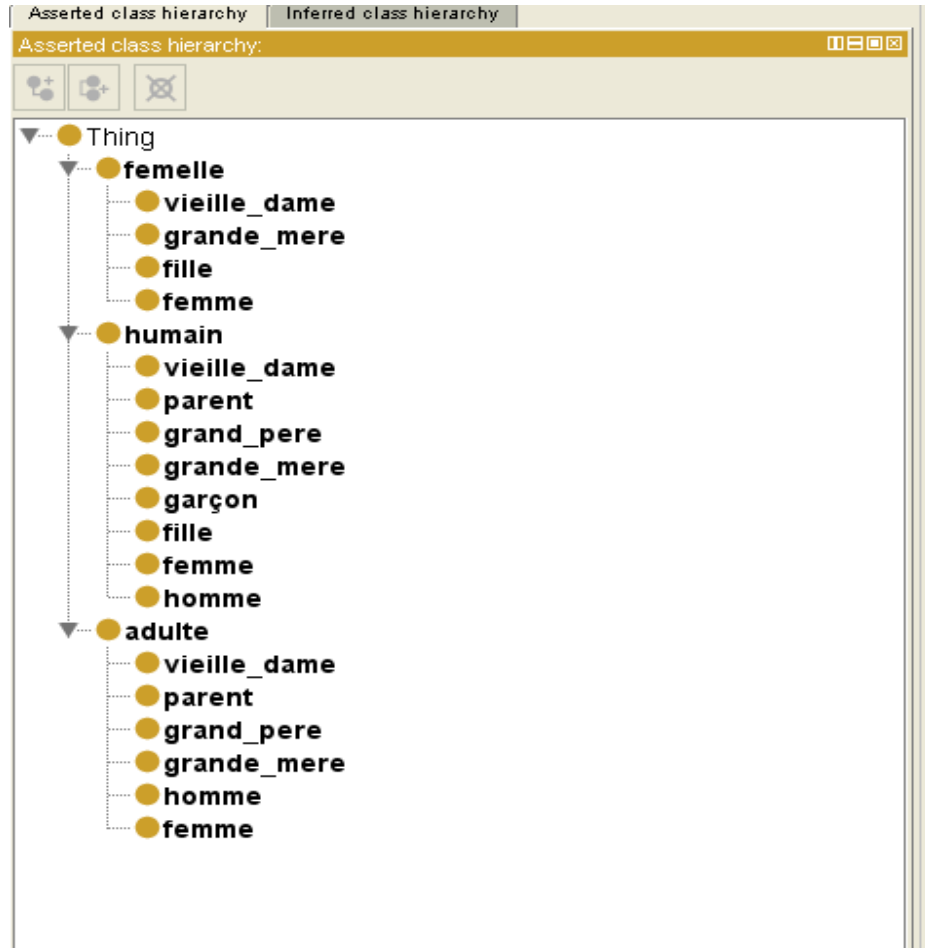 Asserted class hierarchy Inferred class hierarchy
Asserted class hierarchy:
Thing
femelle
vieille_dame
grande_mere
fille
femme
humain
vieille_dame
parent
grand_pere
grande_mere
garçon
fille
femme
homme
adulte
vieille_dame
parent
grand_pere
grande_mere
homme
femme